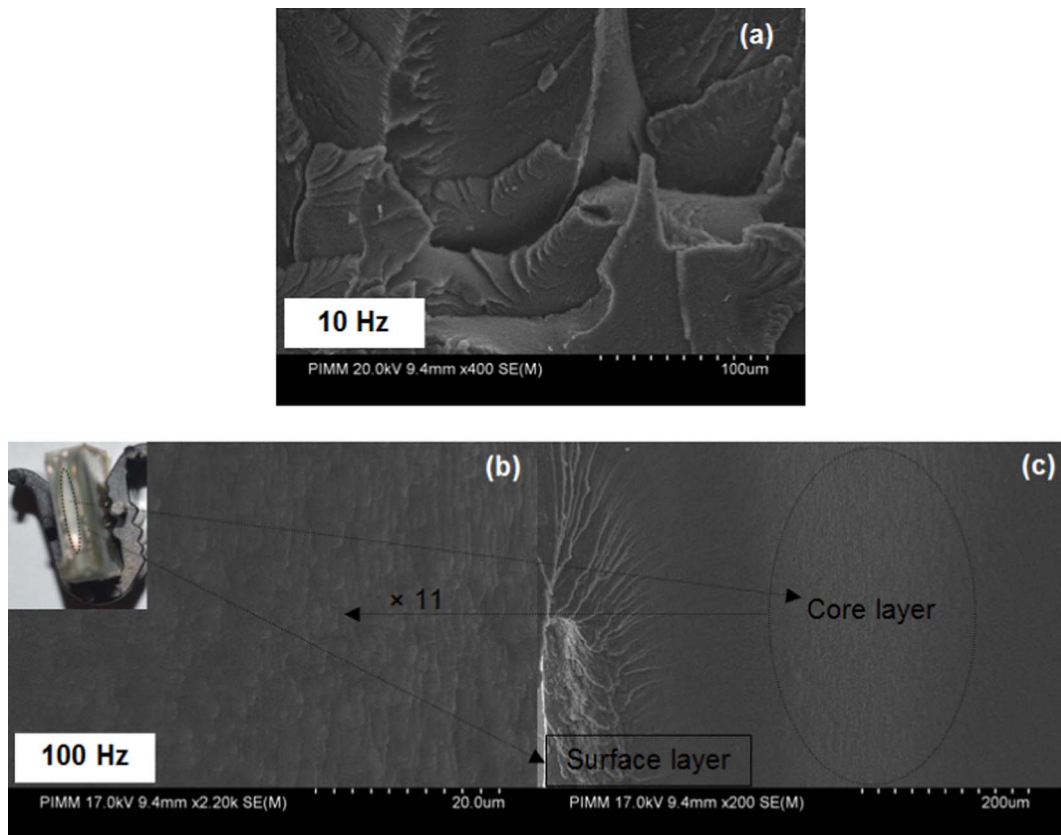 (a)
10 Hz
PIMM 20.0kV 9.4mm x400 SE(M)
100um
(b)
(c)
× 11
Core layer
100 Hz
Surface layer
PIMM 17.0kV 9.4mm x2.20k SE(M)
20.0um
PIMM 17.0kV 9.4mm x200 SE(M)
200um